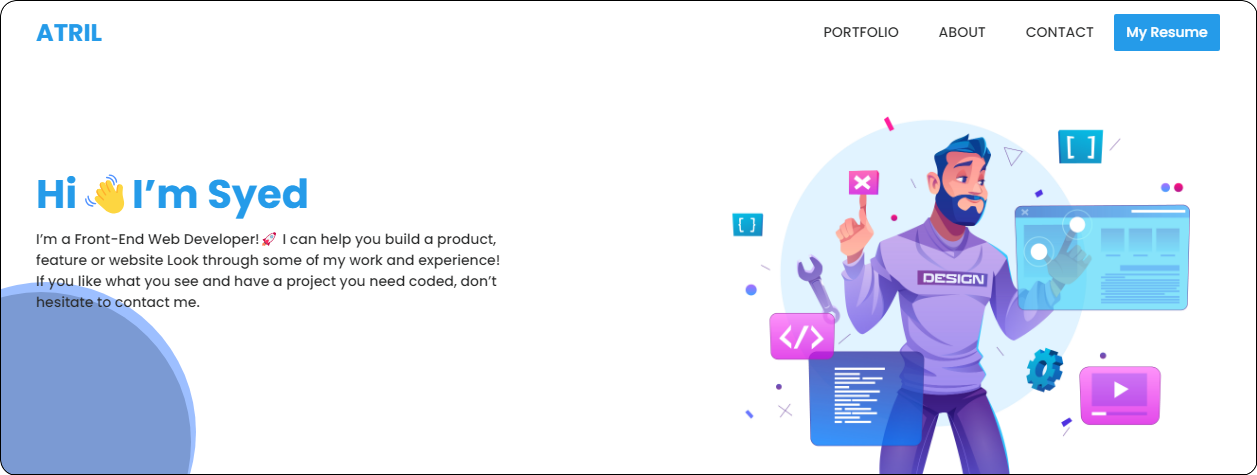 ATRIL
PORTFOLIO ABOUT CONTACT My Resume
Hi 👋 I’m Syed
I’m a Front-End Web Developer!🚀 I can help you build a product,
feature or website Look through some of my work and experience!
If you like what you see and have a project you need coded, don’t
hesitate to contact me.
[ ]
[ ]
DESIGN
</>